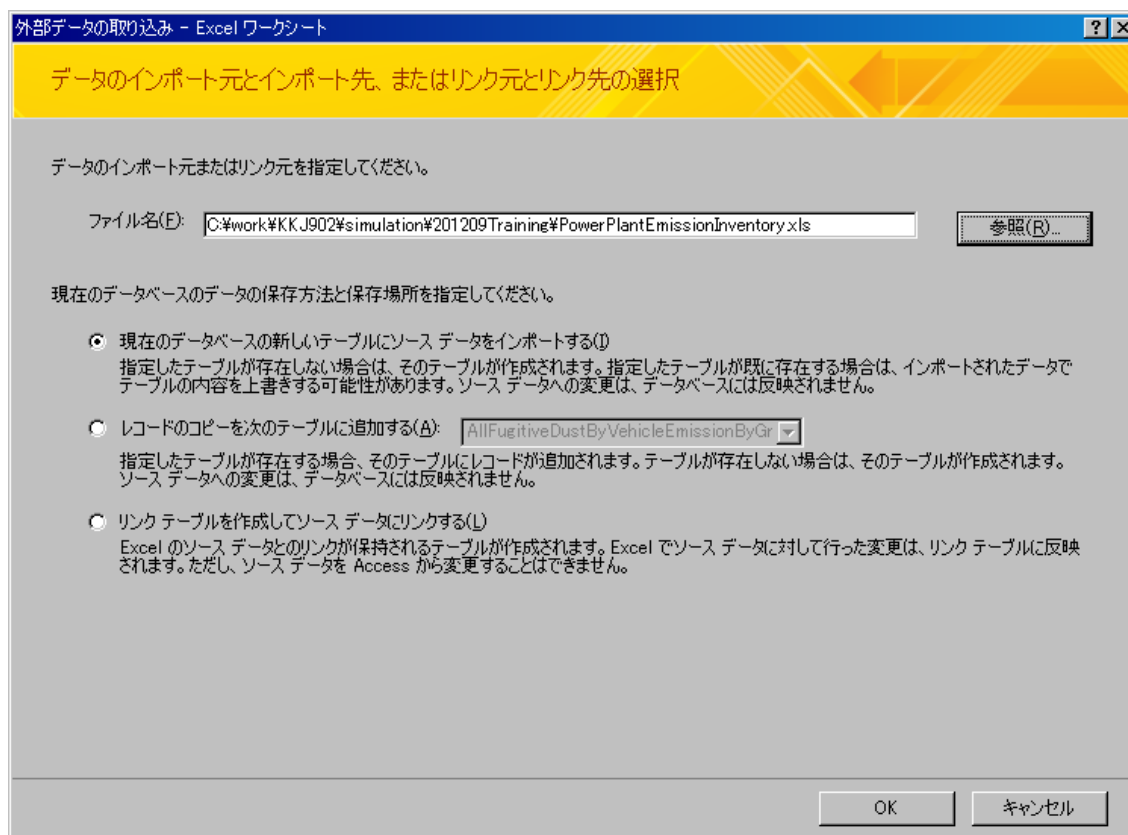 外部データの取り込み - Excel ワークシート
データのインポート元とインポート先、またはリンク元とリンク先の選択
データのインポート元またはリンク元を指定してください。
ファイル名(F): C:¥work¥KKJ902¥simulation¥201209Training¥PowerPlantEmissionInventory.xls 参照(R)...
現在のデータベースのデータの保存方法と保存場所を指定してください。
現在のデータベースの新しいテーブルにソース データをインポートする(I)
指定したテーブルが存在しない場合は、そのテーブルが作成されます。指定したテーブルが既に存在する場合は、インポートされたデータで
テーブルの内容を上書きする可能性があります。ソース データへの変更は、データベースには反映されません。
レコードのコピーを次のテーブルに追加する(A): AllFugitiveDustByVehicleEmissionByGr
指定したテーブルが存在する場合、そのテーブルにレコードが追加されます。テーブルが存在しない場合は、そのテーブルが作成されます。
ソース データへの変更は、データベースには反映されません。
リンク テーブルを作成してソース データにリンクする(L)
Excel のソース データとのリンクが保持されるテーブルが作成されます。Excel でソース データに対して行った変更は、リンク テーブルに反映
されます。ただし、ソース データを Access から変更することはできません。
OK キャンセル